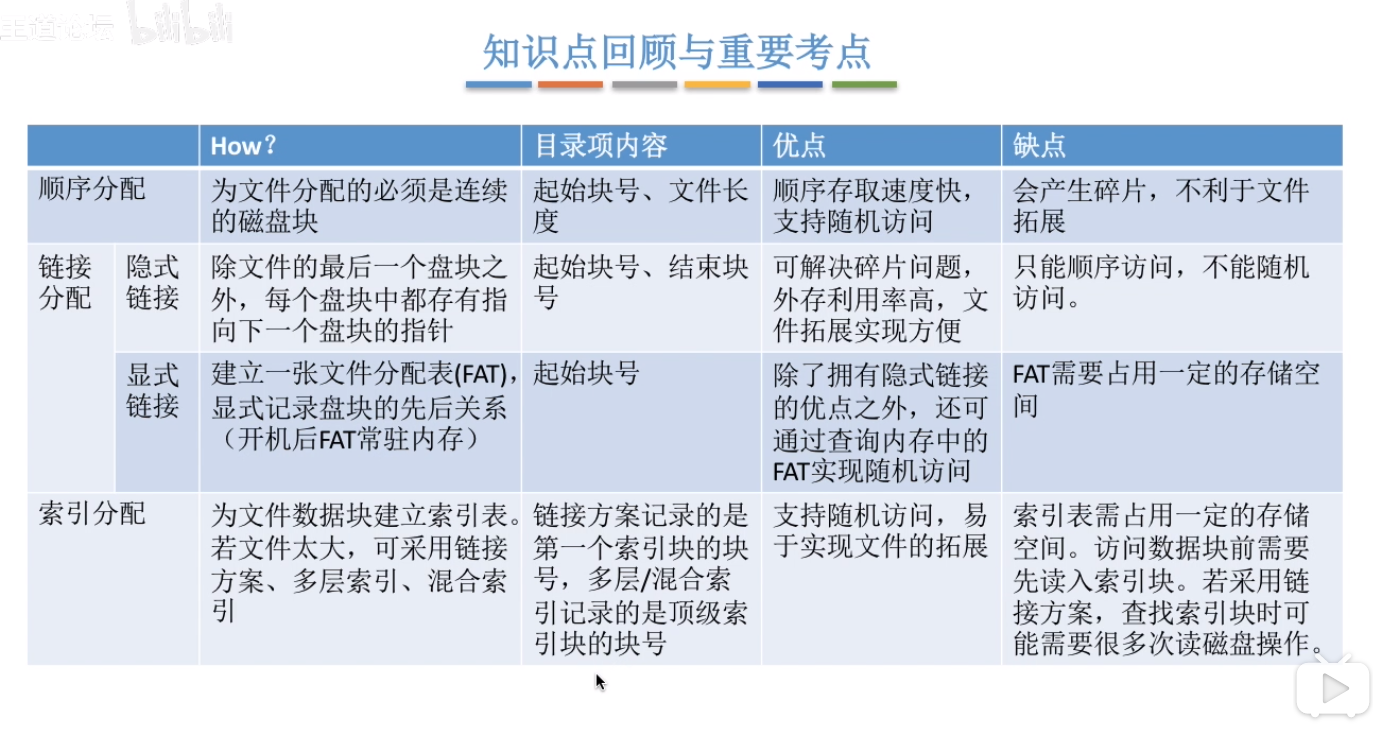 王道论坛 bilibili
知识点回顾与重要考点
How？ 目录项内容 优点 缺点
顺序分配
为文件分配的必须是连续
的磁盘块
起始块号、文件长
度
顺序存取速度快，
支持随机访问
会产生碎片，不利于文件
拓展
链接
分配
隐式
链接
除文件的最后一个盘块之
外，每个盘块中都存有指
向下一个盘块的指针
起始块号、结束块
号
可解决碎片问题，
外存利用率高，文
件拓展实现方便
只能顺序访问，不能随机
访问。
显式
链接
建立一张文件分配表(FAT)，
显式记录盘块的先后关系
（开机后FAT常驻内存）
起始块号
除了拥有隐式链接
的优点之外，还可
通过查询内存中的
FAT实现随机访问
FAT需要占用一定的存储空
间
索引分配
为文件数据块建立索引表。
若文件太大，可采用链接
方案、多层索引、混合索
引
链接方案记录的是
第一个索引块的块
号，多层/混合索
引记录的是顶级索
引块的块号
支持随机访问，易
于实现文件的拓展
索引表需占用一定的存储
空间。访问数据块前需要
先读入索引块。若采用链
接方案，查找索引块时可
能需要很多次读磁盘操作。